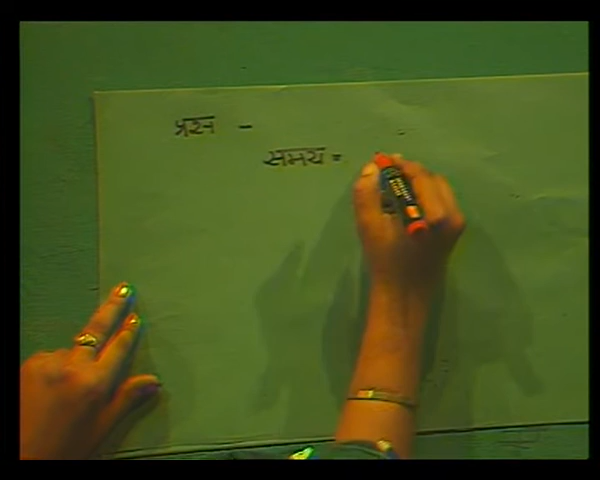 प्रश्न -
समय =